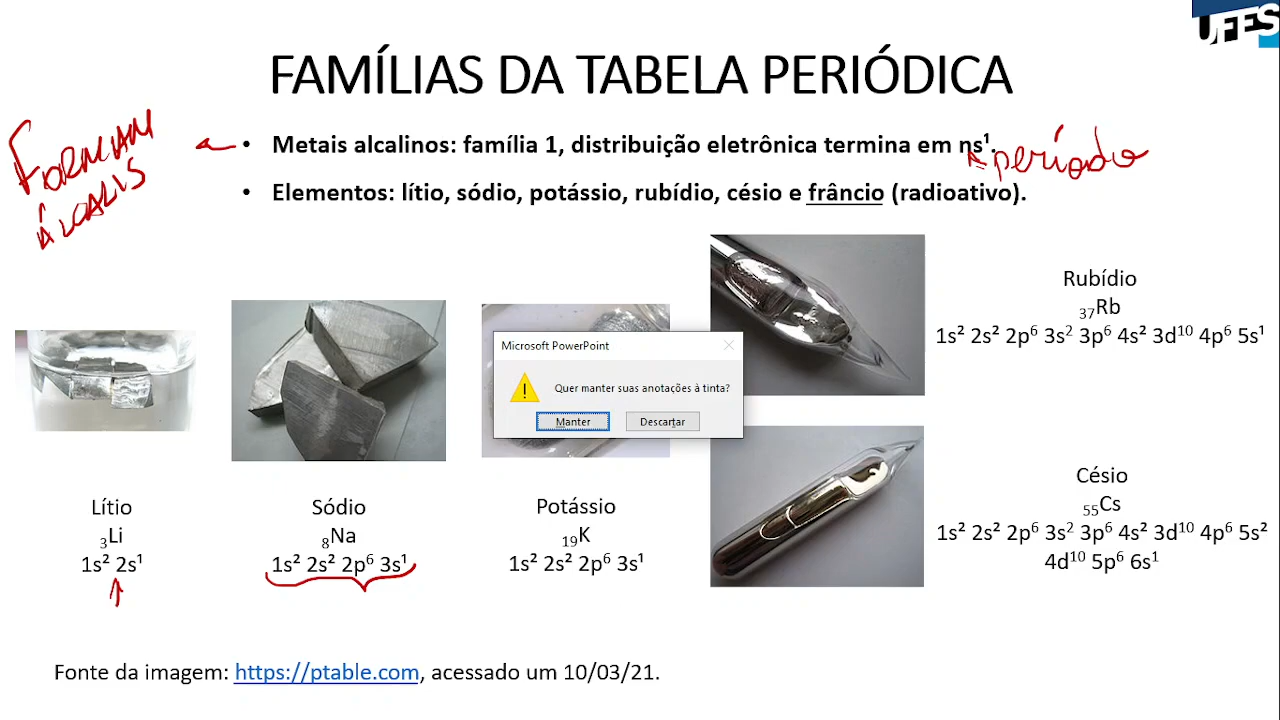 UFES
FAMÍLIAS DA TABELA PERIÓDICA
FORMAM
ÁLCALIS
• Metais alcalinos: família 1, distribuição eletrônica termina em ns¹.
período
• Elementos: lítio, sódio, potássio, rubídio, césio e frâncio (radioativo).
Rubídio
₃₇Rb
1s² 2s² 2p⁶ 3s² 3p⁶ 4s² 3d¹⁰ 4p⁶ 5s¹
Microsoft PowerPoint
Quer manter suas anotações à tinta?
Manter
Descartar
Lítio
₃Li
1s² 2s¹
Sódio
₈Na
1s² 2s² 2p⁶ 3s¹
Potássio
₁₉K
1s² 2s² 2p⁶ 3s¹
Césio
₅₅Cs
1s² 2s² 2p⁶ 3s² 3p⁶ 4s² 3d¹⁰ 4p⁶ 5s²
4d¹⁰ 5p⁶ 6s¹
Fonte da imagem: https://ptable.com, acessado um 10/03/21.